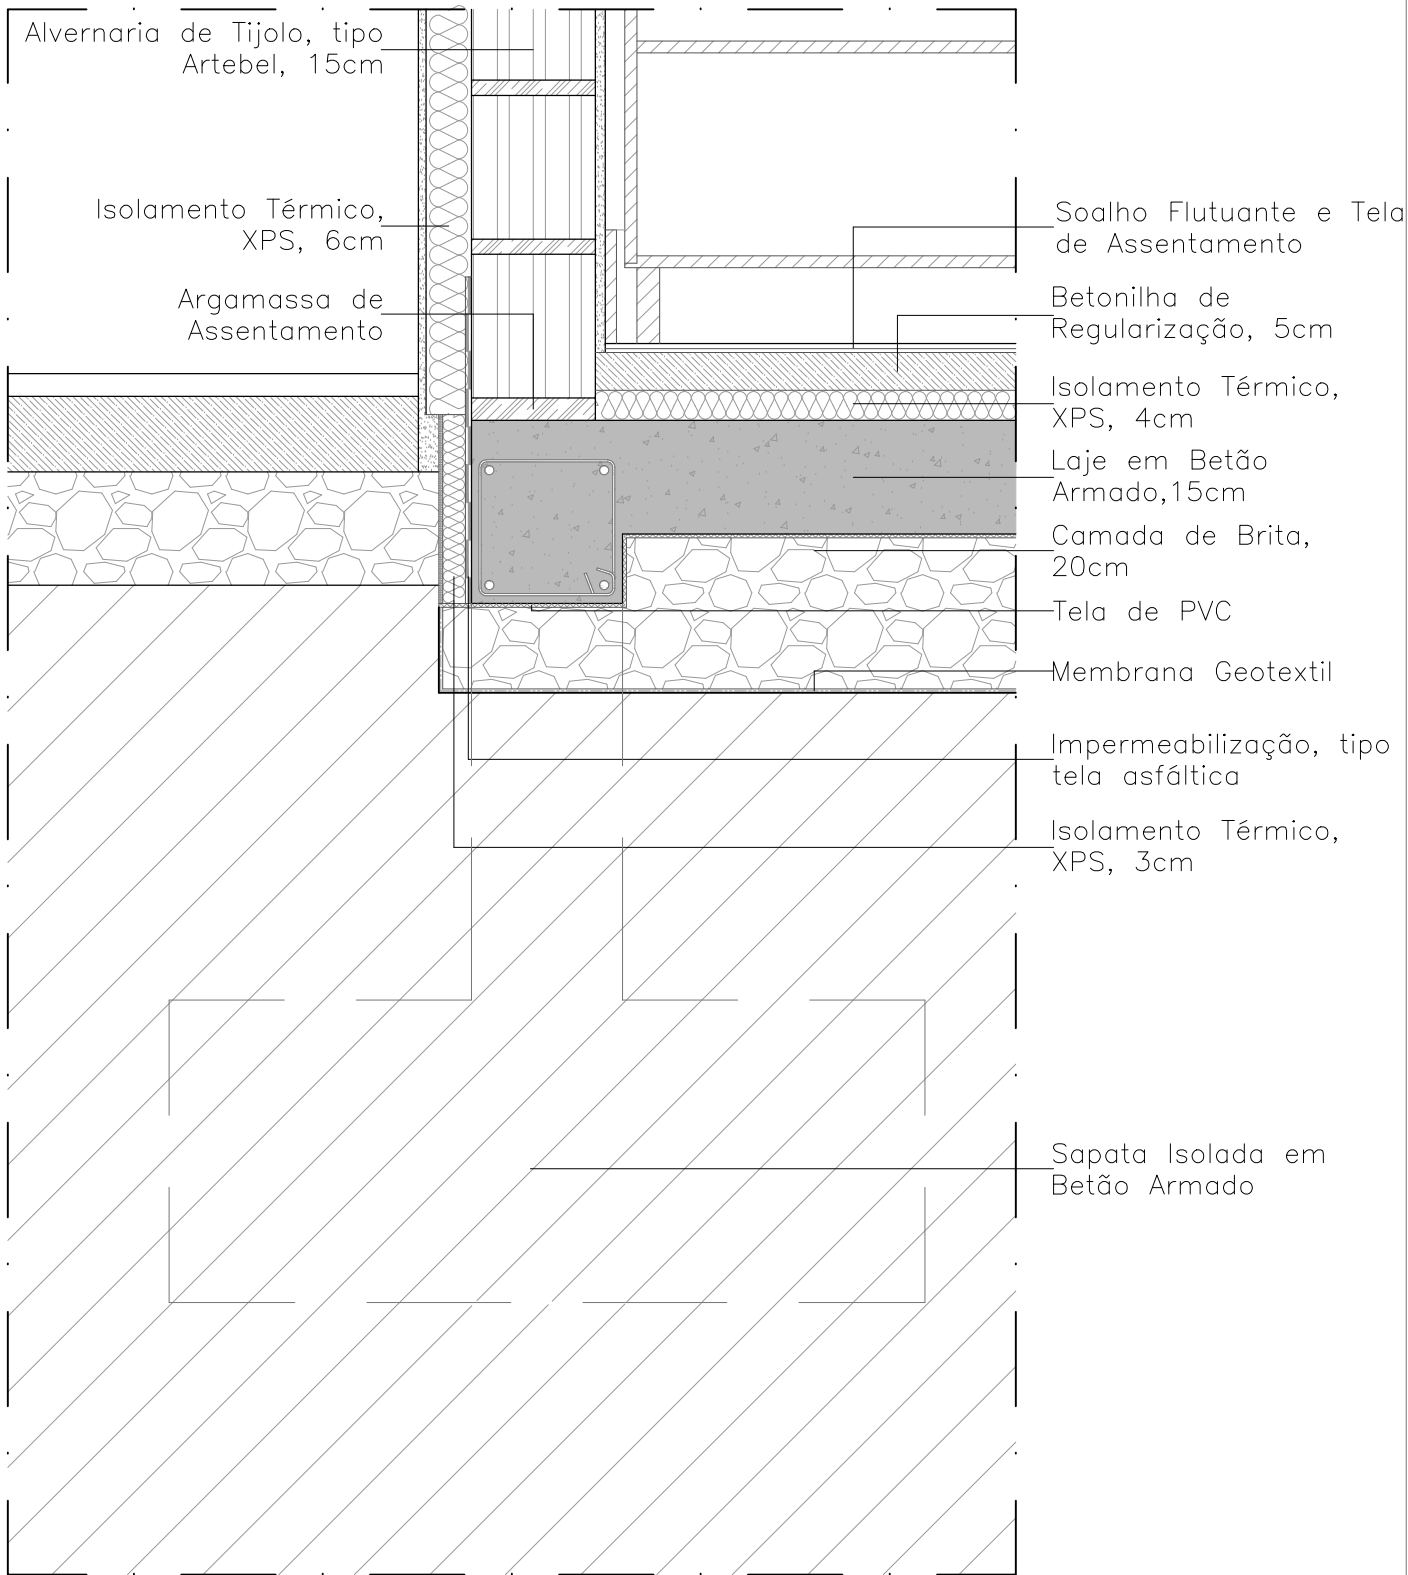 Alvernaria de Tijolo, tipo
Artebel, 15cm
Isolamento Térmico,
XPS, 6cm
Argamassa de
Assentamento
Soalho Flutuante e Tela
de Assentamento
Betonilha de
Regularização, 5cm
Isolamento Térmico,
XPS, 4cm
Laje em Betão
Armado,15cm
Camada de Brita,
20cm
Tela de PVC
Membrana Geotextil
Impermeabilização, tipo
tela asfáltica
Isolamento Térmico,
XPS, 3cm
Sapata Isolada em
Betão Armado